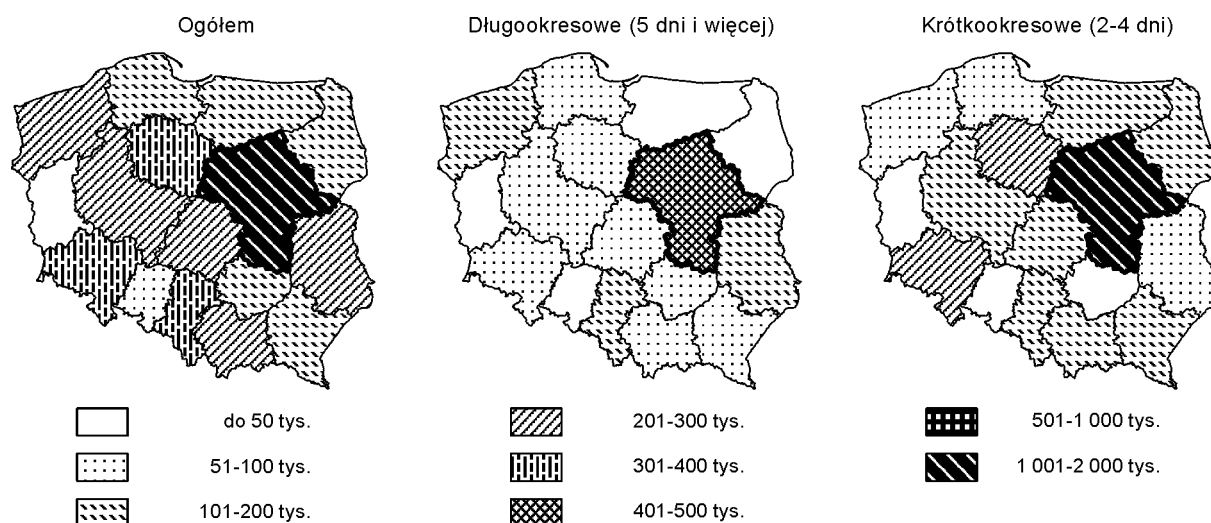 Ogółem
Długookresowe (5 dni i więcej)
Krótkookresowe (2-4 dni)
do 50 tys.
51-100 tys.
101-200 tys.
201-300 tys.
301-400 tys.
401-500 tys.
501-1 000 tys.
1 001-2 000 tys.